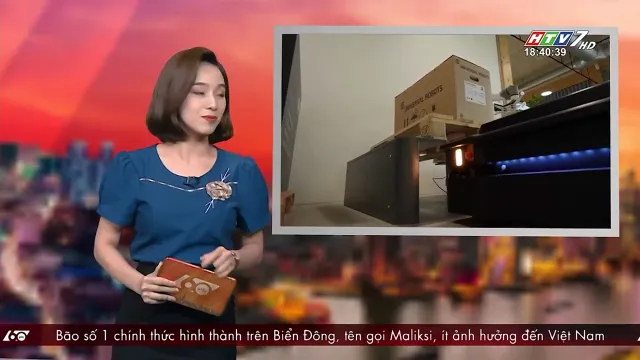 HTV7 HD
18:40:39
Bão số 1 chính thức hình thành trên Biển Đông, tên gọi Maliksi, ít ảnh hưởng đến Việt Nam